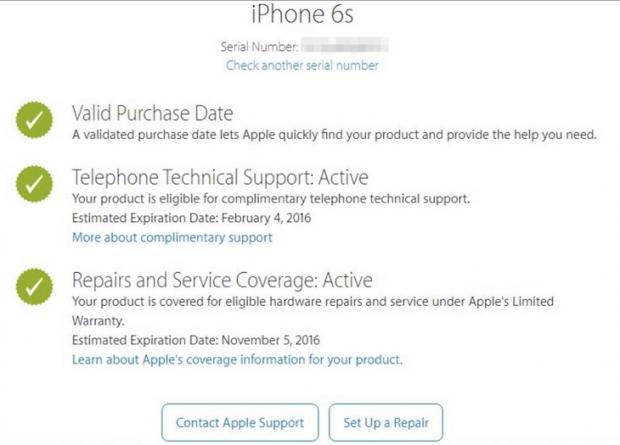 iPhone 6s
Serial Number:
Check another serial number
Valid Purchase Date
A validated purchase date lets Apple quickly find your product and provide the help you need.
Telephone Technical Support: Active
Your product is eligible for complimentary telephone technical support.
Estimated Expiration Date: February 4, 2016
More about complimentary support
Repairs and Service Coverage: Active
Your product is covered for eligible hardware repairs and service under Apple's Limited
Warranty.
Estimated Expiration Date: November 5, 2016
Learn about Apple's coverage information for your product.
Contact Apple Support
Set Up a Repair